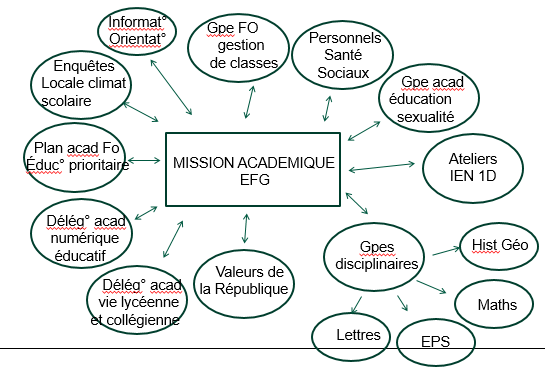 Informat°
Orientat°
Gpe FO
gestion
de classes
Personnels
Santé
Sociaux
Enquêtes
Locale climat
scolaire
Gpe acad
éducation
sexualité
Plan acad Fo
Éduc° prioritaire
MISSION ACADEMIQUE
EFG
Ateliers
IEN 1D
Délég° acad
numérique
éducatif
Délég° acad
vie lycéenne
et collégienne
Valeurs de
la République
Gpes
disciplinaires
Hist Géo
Maths
Lettres
EPS